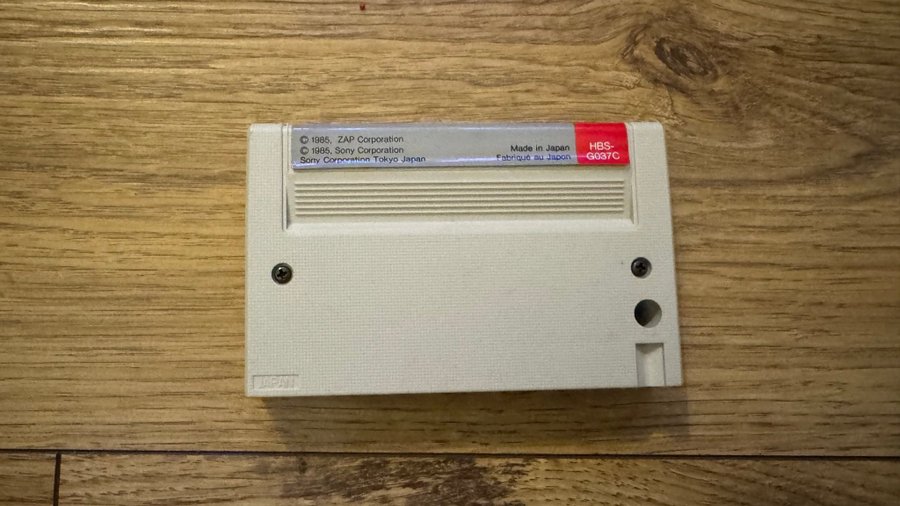 © 1985, ZAP Corporation
© 1985, Sony Corporation
Sony Corporation Tokyo Japan
Made in Japan
Fabriqué au Japon
HBS-
G037C
JAPAN